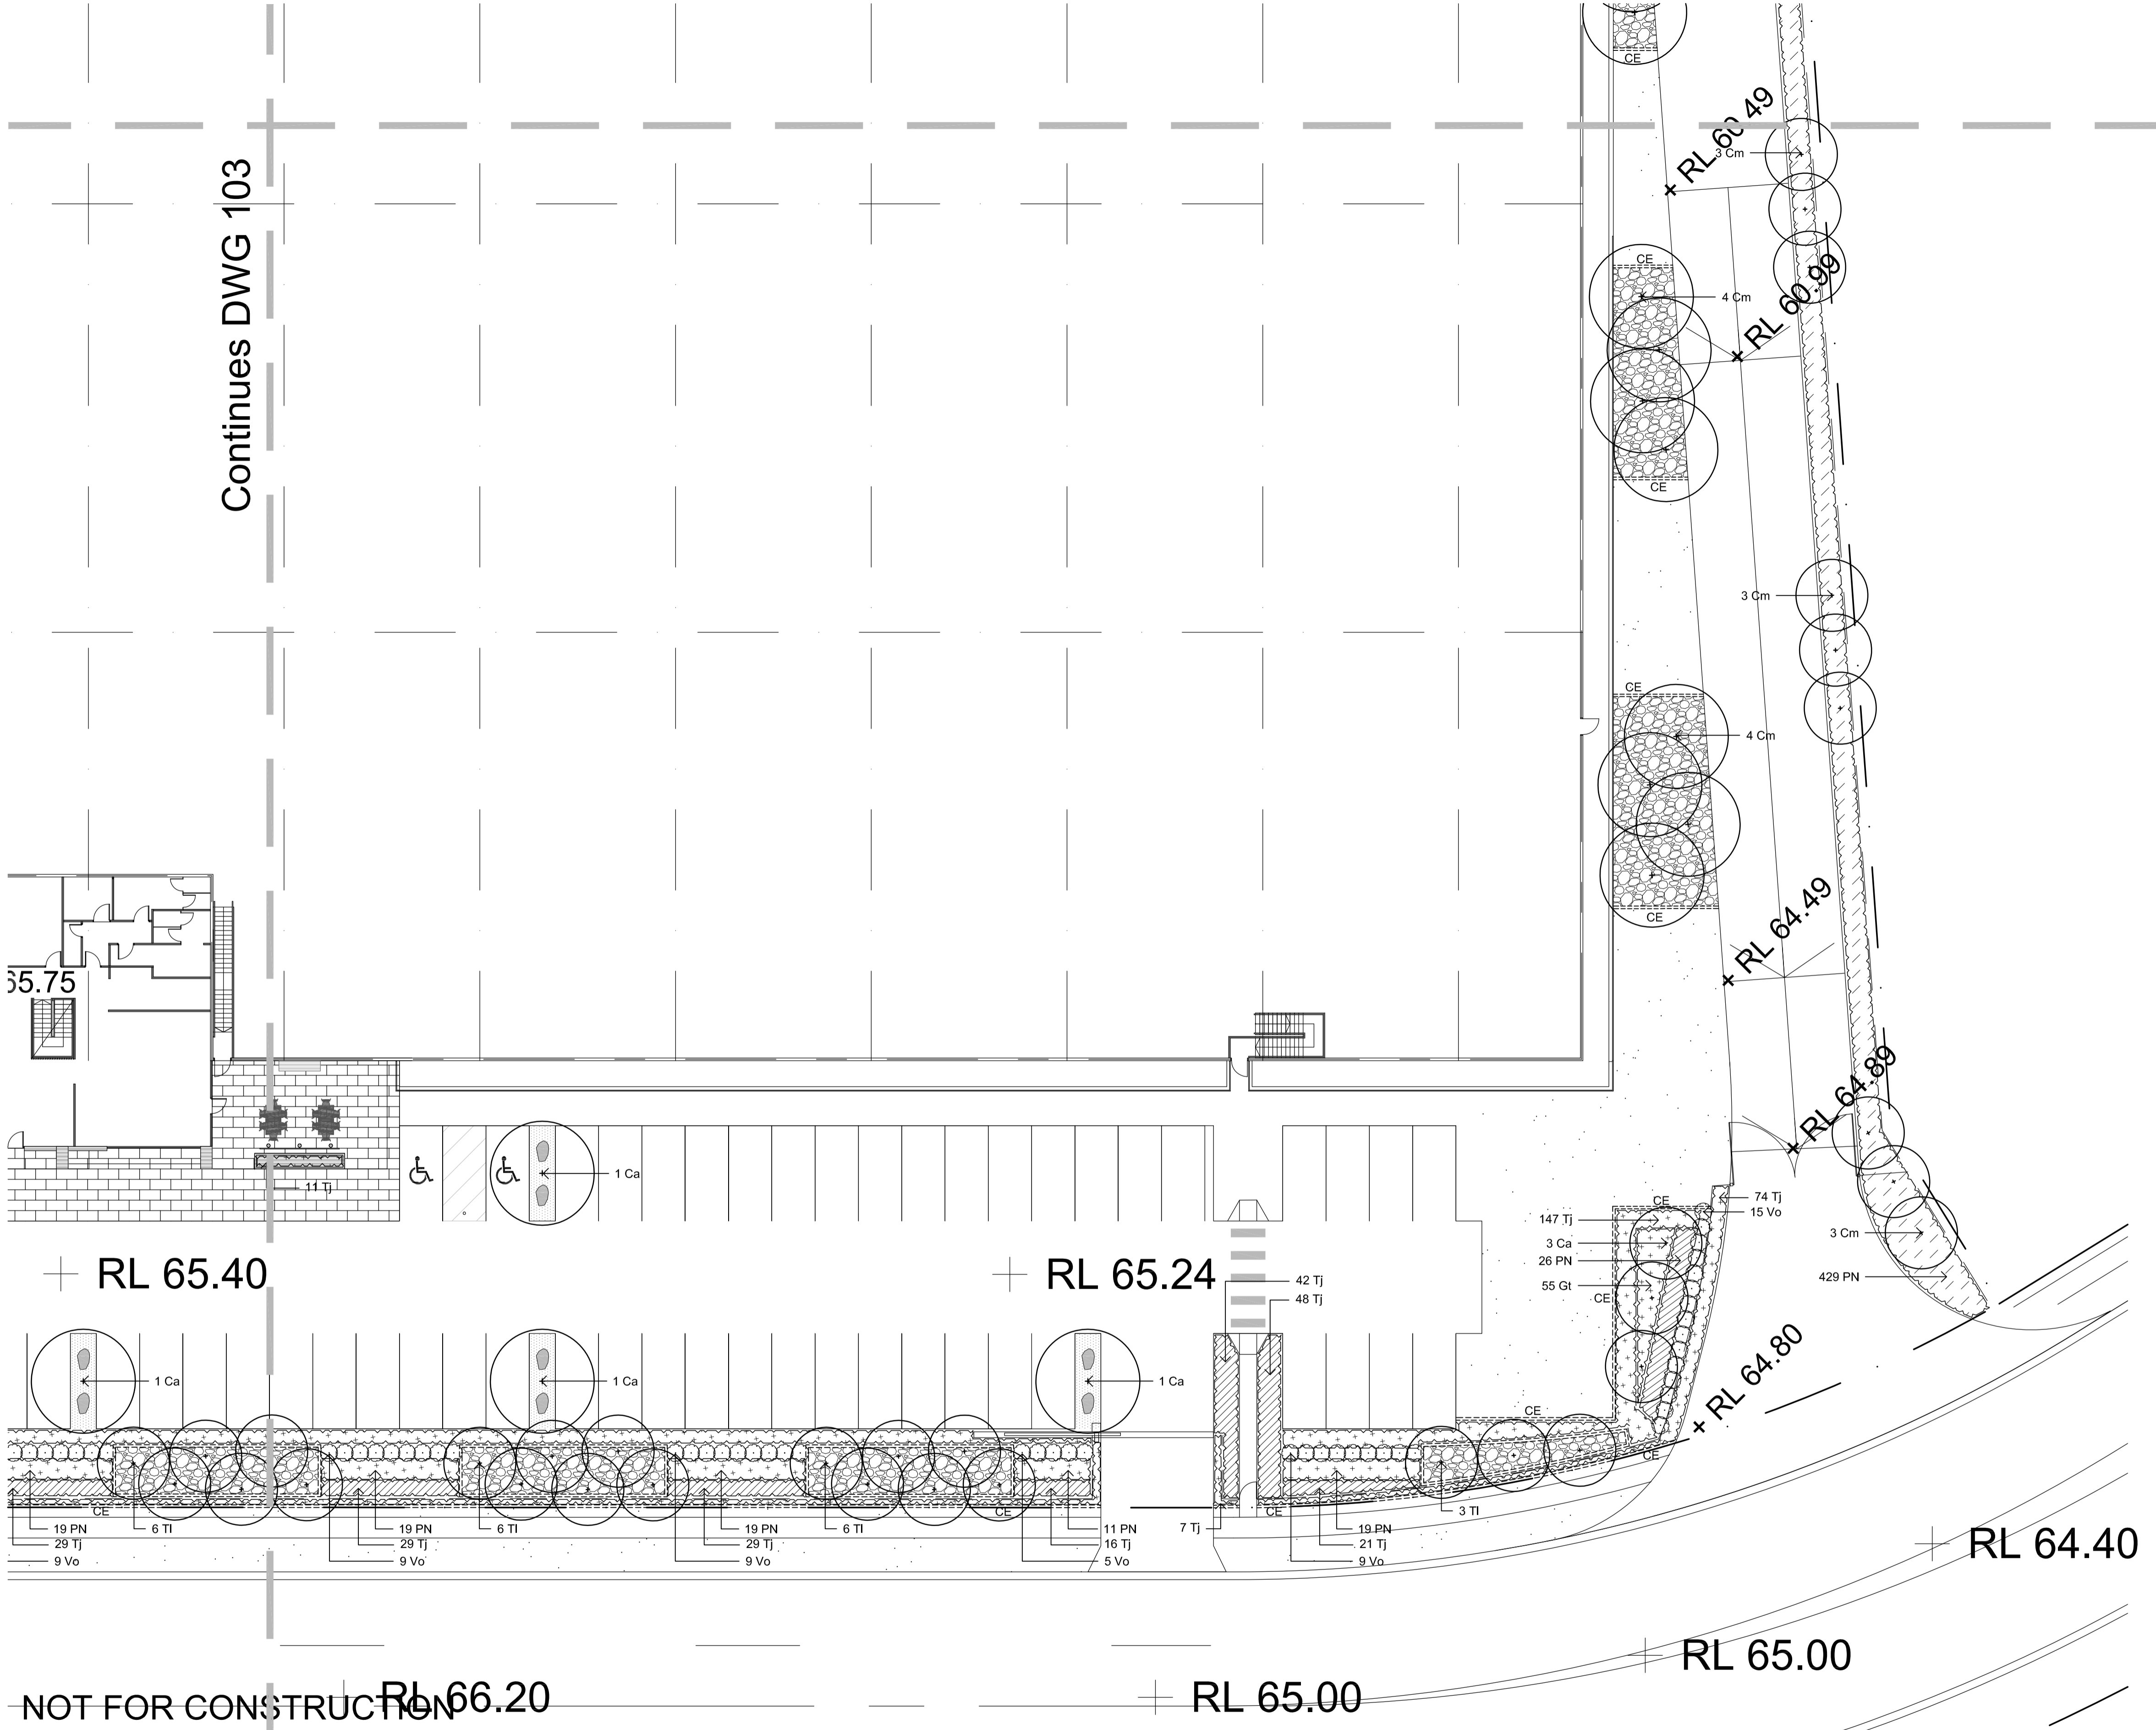 CE
RL 60.49
3 Cm
Continues DWG 103
CE
4 Cm
RL 60.99
CE
3 Cm
CE
4 Cm
CE
RL 64.49
65.75
RL 64.89
1 Ca
11 Tj
CE
74 Tj
15 Vo
147 Tj
3 Ca
26 PN
55 Gt
CE
3 Cm
429 PN
RL 65.40
RL 65.24
42 Tj
48 Tj
RL 64.80
1 Ca
1 Ca
1 Ca
CE
CE
CE
CE
CE
19 PN
29 Tj
9 Vo
6 Tl
19 PN
29 Tj
9 Vo
6 Tl
19 PN
29 Tj
9 Vo
6 Tl
11 PN
16 Tj
5 Vo
7 Tj
19 PN
21 Tj
9 Vo
3 Tl
RL 64.40
RL 65.00
RL 66.20
RL 65.00
NOT FOR CONSTRUCTION